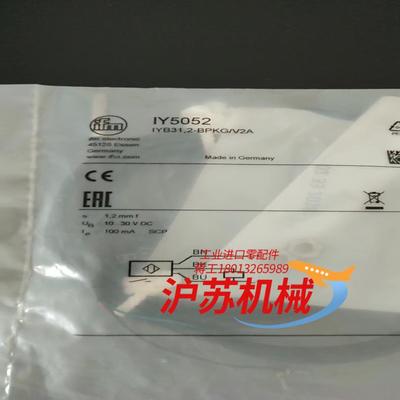 ifm
IY5052
IYB31,2-BPKG/V2A
ifm electronic
45128 Essen
Germany
www.ifm.com
Made in Germany
CE
EAC
s 1,2 mm f
UB 10...30 V DC
Ie 100 mA SCP
BN
BK
BU
工业进口零配件
蒋工18013265989
沪苏机械